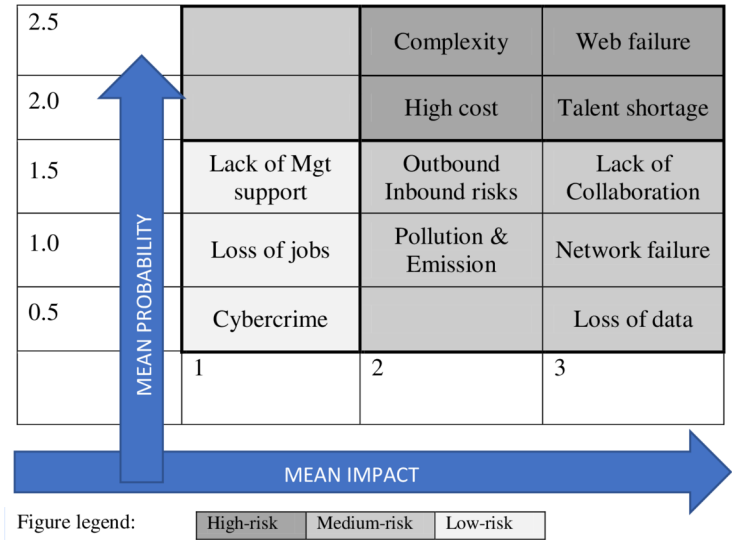 2.5
Complexity
Web failure
2.0
High cost
Talent shortage
1.5
Lack of Mgt
support
Outbound
Inbound risks
Lack of
Collaboration
1.0
Loss of jobs
Pollution &
Emission
Network failure
0.5
Cybercrime
Loss of data
MEAN PROBABILITY
1
2
3
MEAN IMPACT
Figure legend:
High-risk
Medium-risk
Low-risk